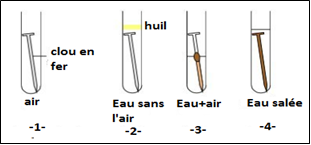 huil
clou en
fer
air
Eau sans
l'air
Eau+air
Eau salée
-1-
-2-
-3-
-4-